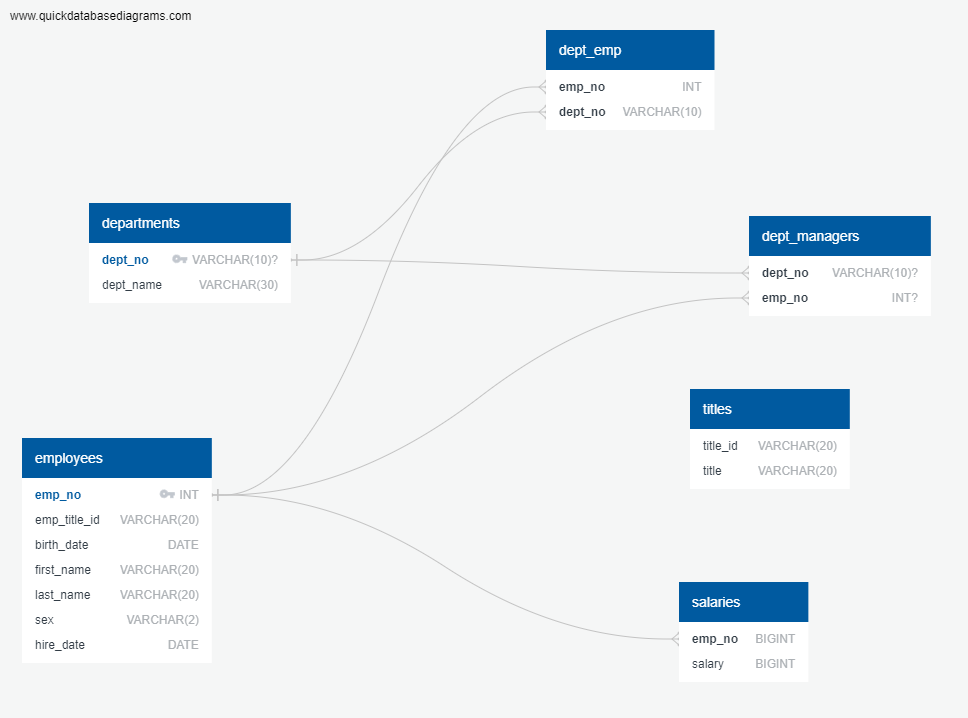 www.quickdatabasediagrams.com
dept_emp
emp_no INT
dept_no VARCHAR(10)
departments
dept_no VARCHAR(10)?
dept_name VARCHAR(30)
dept_managers
dept_no VARCHAR(10)?
emp_no INT?
titles
title_id VARCHAR(20)
title VARCHAR(20)
employees
emp_no INT
emp_title_id VARCHAR(20)
birth_date DATE
first_name VARCHAR(20)
last_name VARCHAR(20)
sex VARCHAR(2)
hire_date DATE
salaries
emp_no BIGINT
salary BIGINT